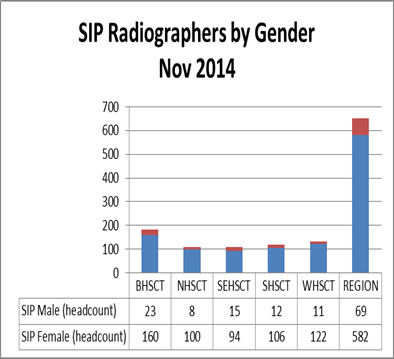 SIP Radiographers by Gender
Nov 2014
700
600
500
400
300
200
100
0
BHSCT NHSCT SEHSCT SHSCT WHSCT REGION
SIP Male (headcount) 23 8 15 12 11 69
SIP Female (headcount) 160 100 94 106 122 582